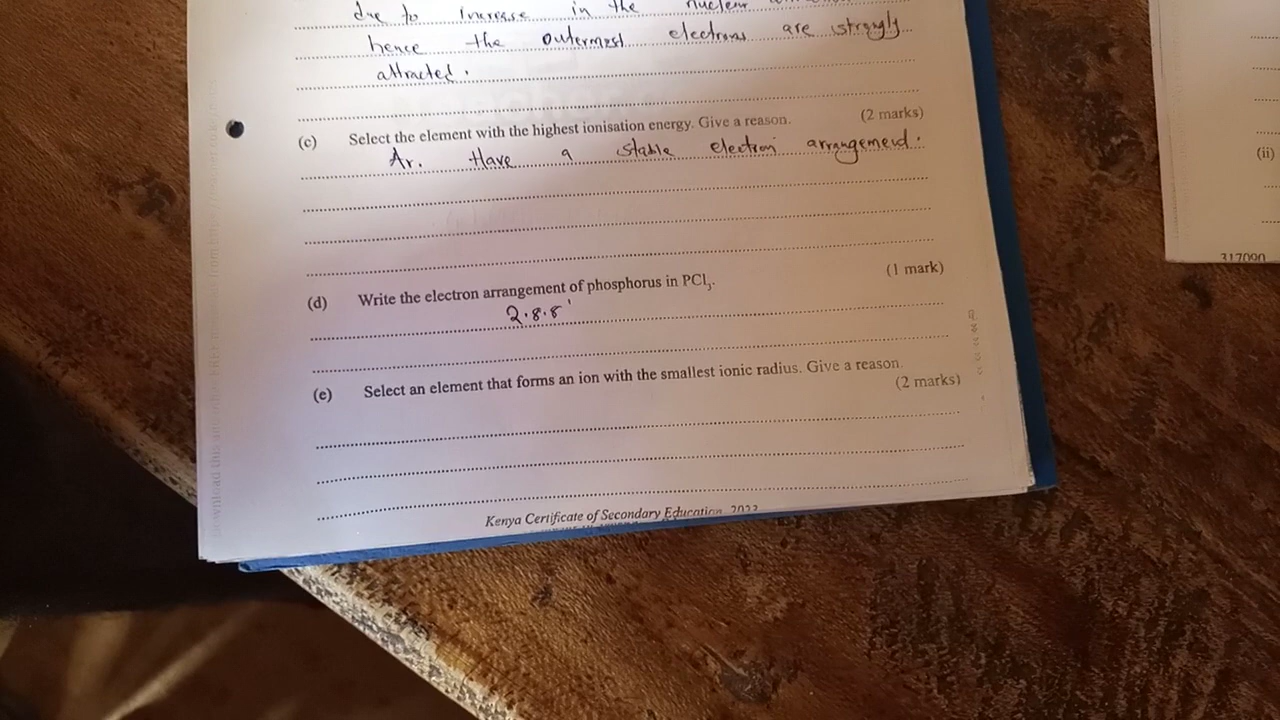 due to increase in the nuclear
hence the outermost electrons are strongly
attracted.
(c) Select the element with the highest ionisation energy. Give a reason. (2 marks)
Ar. Have a stable electron arrangement.
(d) Write the electron arrangement of phosphorus in PCl₃. (1 mark)
2.8.8
(e) Select an element that forms an ion with the smallest ionic radius. Give a reason.
(2 marks)
Kenya Certificate of Secondary Education, 2022
(ii)
317090